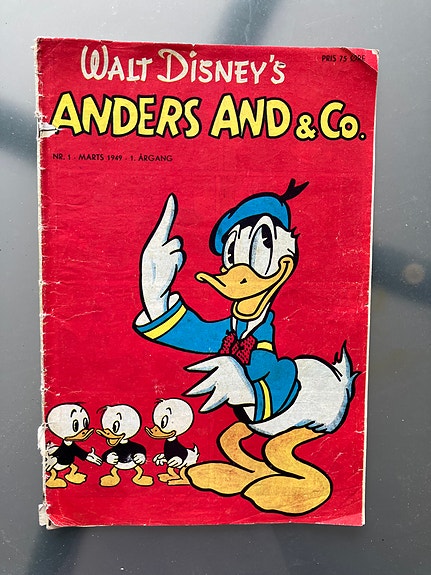 PRIS 75 ØRE
WALT DISNEY'S
ANDERS AND & Co.
NR. 1 - MARTS 1949 - 1. ÅRGANG